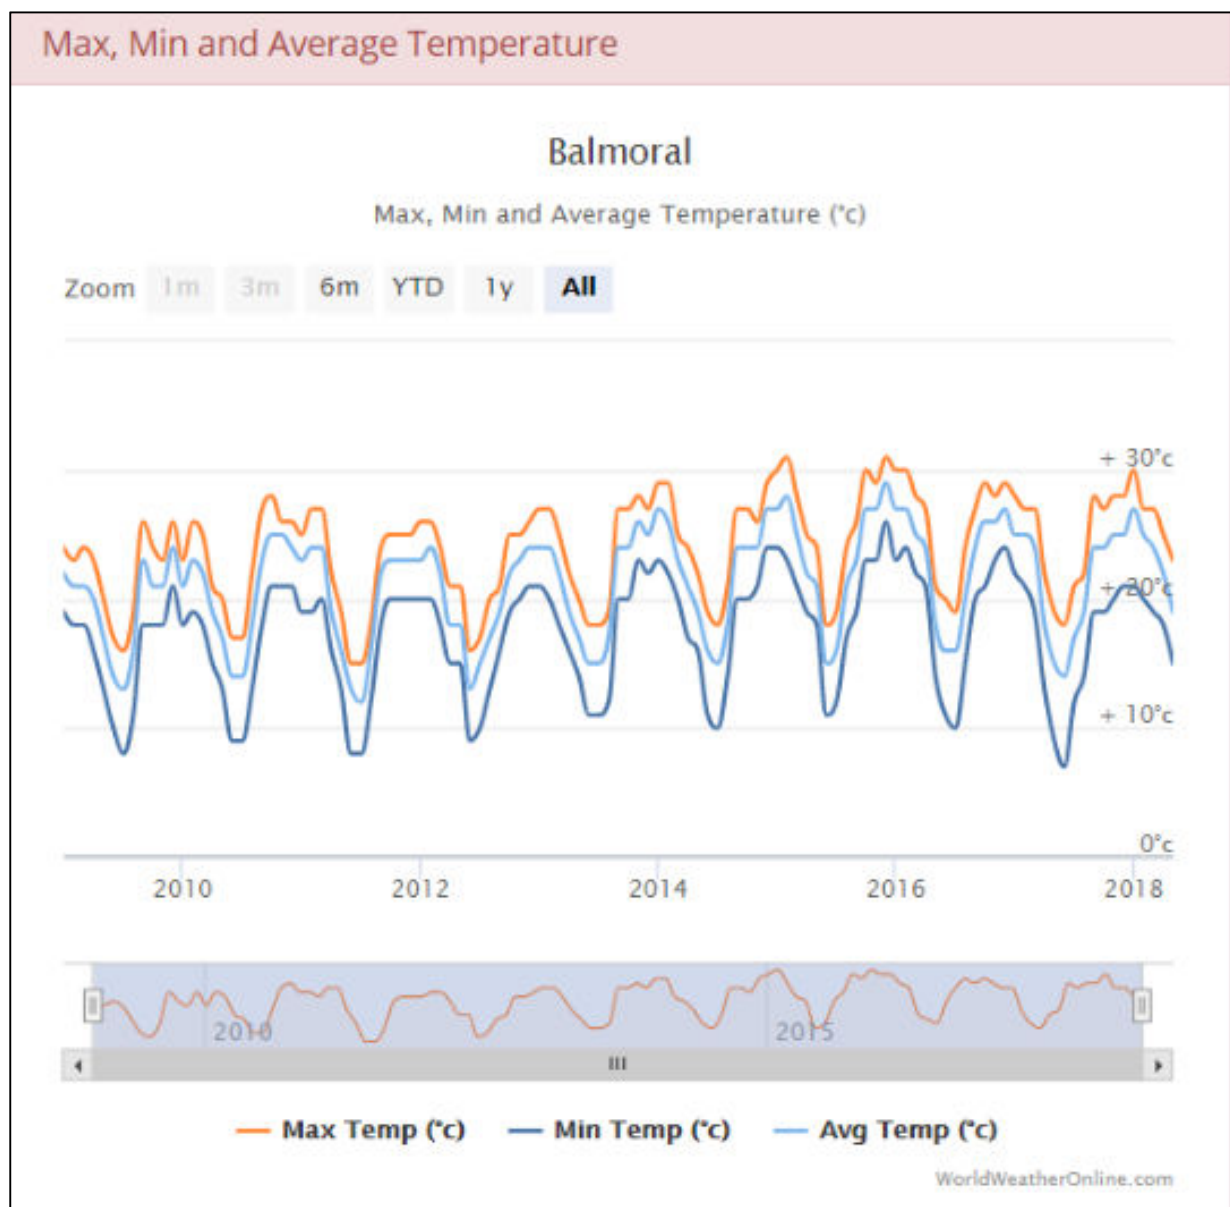 Max, Min and Average Temperature
Balmoral
Max, Min and Average Temperature (°c)
Zoom 1m 3m 6m YTD 1y All
+ 30°c
+ 20°c
+ 10°c
0°c
2010 2012 2014 2016 2018
2010 2015
Max Temp (°c) Min Temp (°c) Avg Temp (°c)
WorldWeatherOnline.com